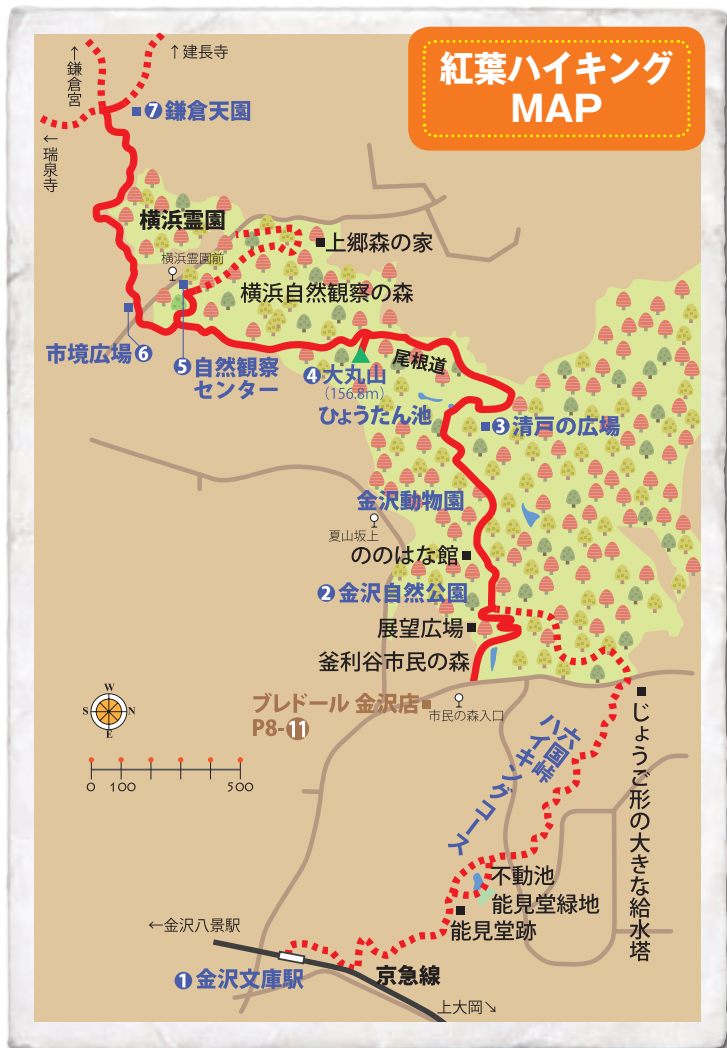 紅葉ハイキング
MAP
↑建長寺
↑鎌倉宮
←瑞泉寺
❼鎌倉天園
横浜霊園
上郷森の家
横浜霊園前
横浜自然観察の森
市境広場❻
❺自然観察
センター
❹大丸山
(156.8m)
尾根道
ひょうたん池
❸清戸の広場
金沢動物園
夏山坂上
ののはな館
❷金沢自然公園
展望広場
釜利谷市民の森
ブレドール 金沢店
P8-⓫
市民の森入口
W
S
N
E
0 100 500
じょうご形の大きな給水塔
六国峠
ハイキングコース
不動池
能見堂緑地
能見堂跡
←金沢八景駅
❶金沢文庫駅
京急線
上大岡↘